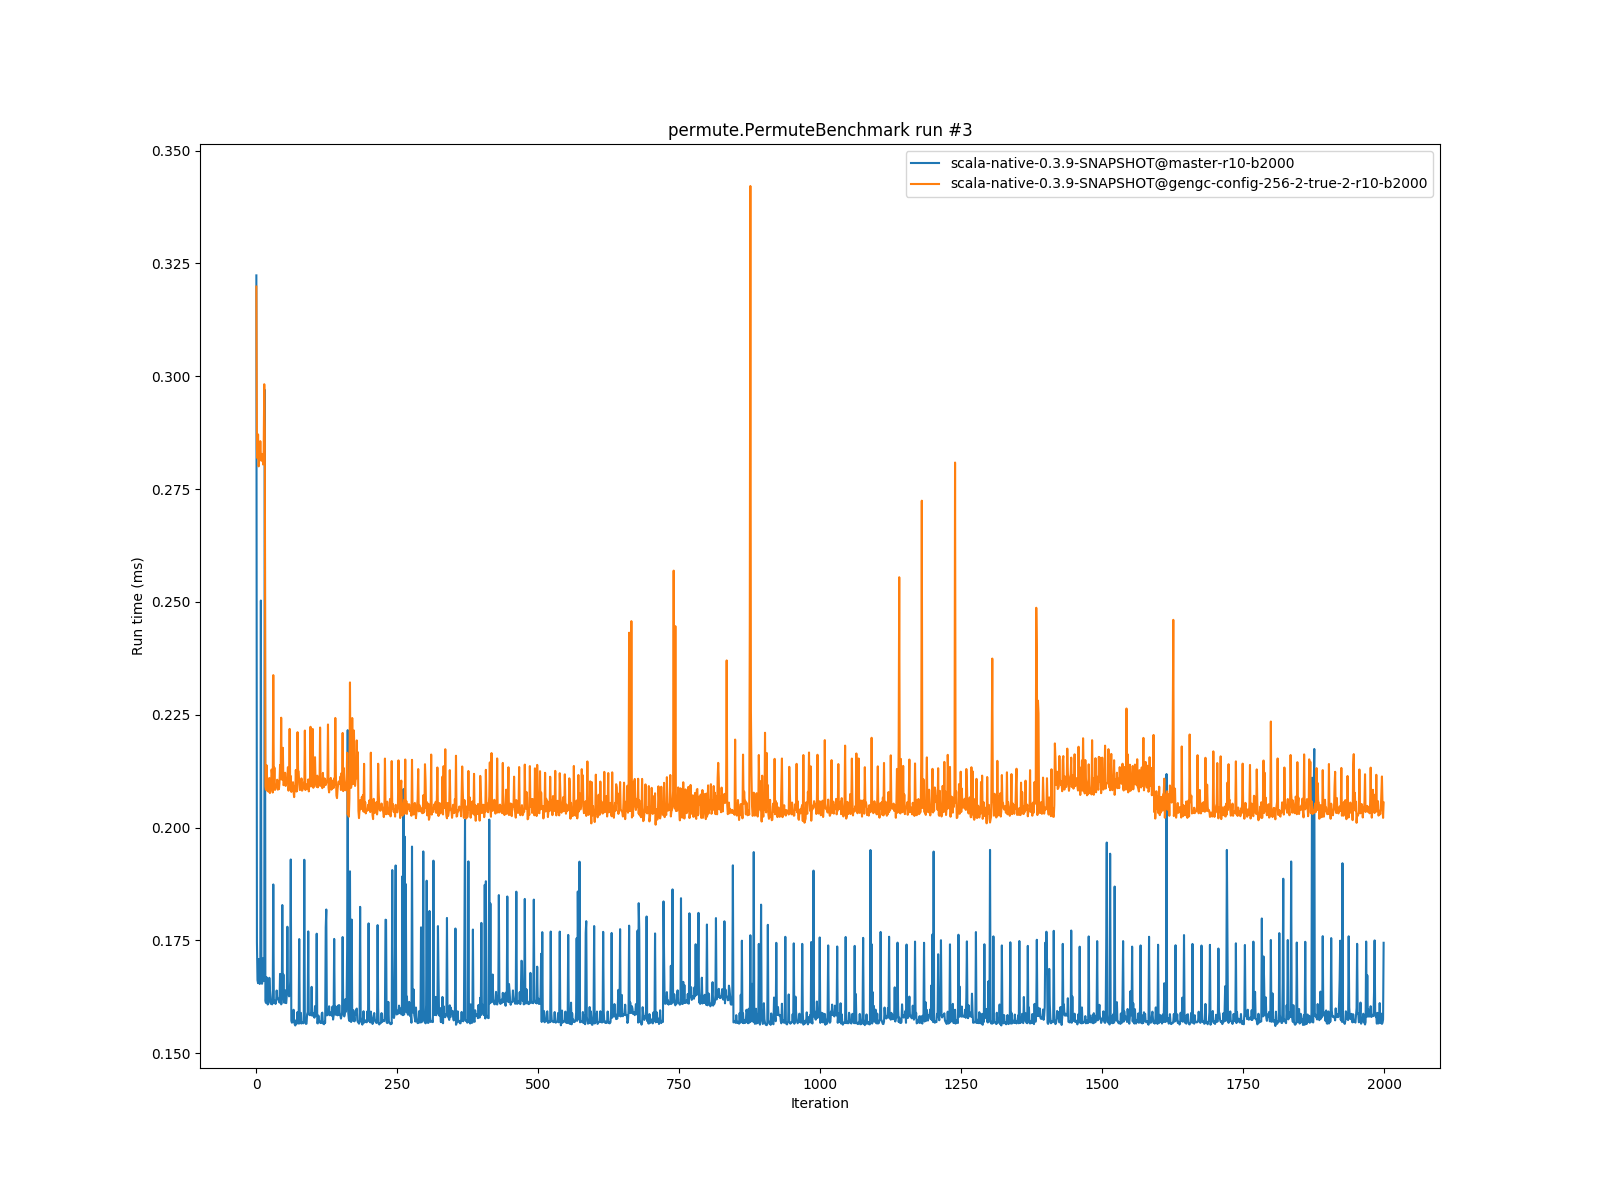 permute.PermuteBenchmark run #3
scala-native-0.3.9-SNAPSHOT@master-r10-b2000
scala-native-0.3.9-SNAPSHOT@gengc-config-256-2-true-2-r10-b2000
Run time (ms)
0.350
0.325
0.300
0.275
0.250
0.225
0.200
0.175
0.150
0 250 500 750 1000 1250 1500 1750 2000
Iteration